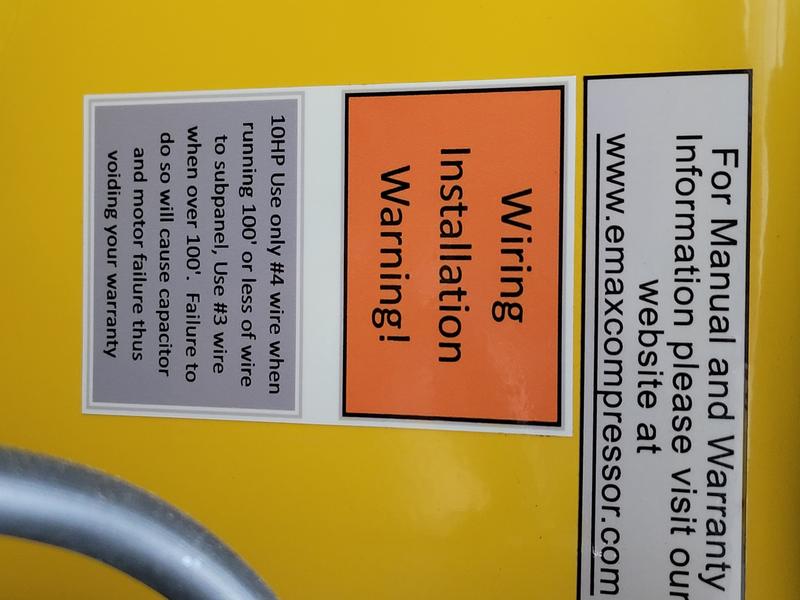 For Manual and Warranty
Information please visit our
website at
www.emaxcompressor.com
Wiring
Installation
Warning!
10HP Use only #4 wire when
running 100' or less of wire
to subpanel, Use #3 wire
when over 100'. Failure to
do so will cause capacitor
and motor failure thus
voiding your warranty